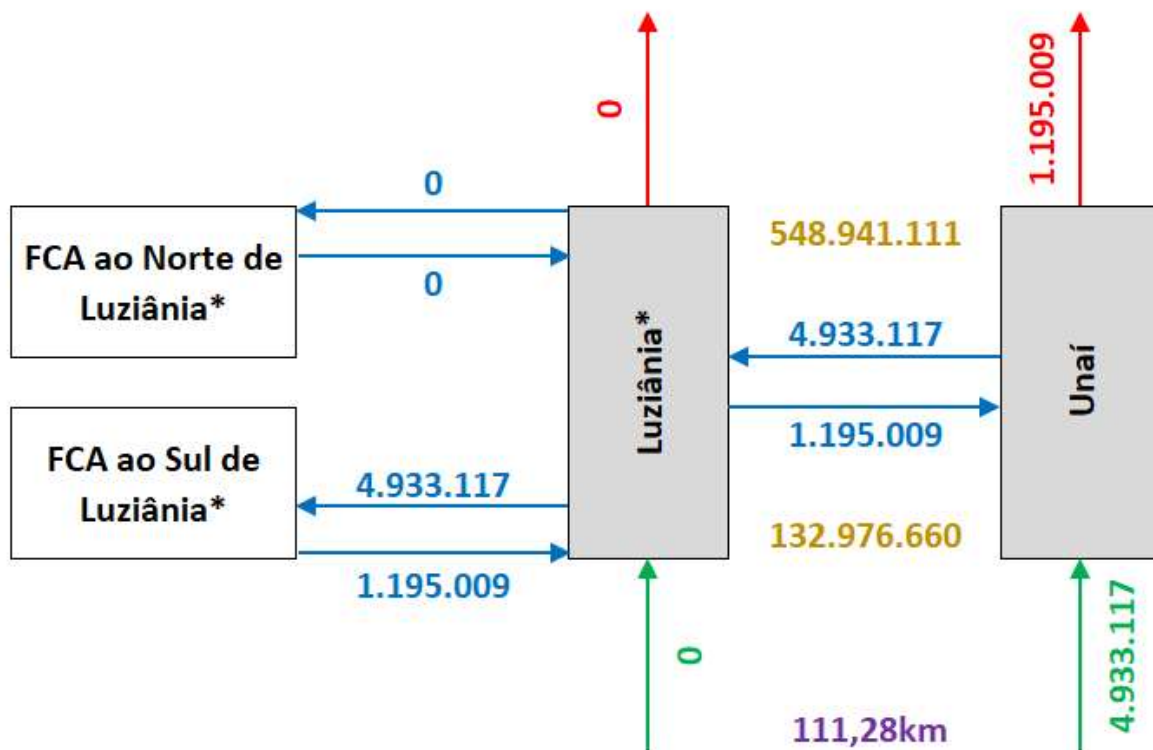 0
1.195.009
0
FCA ao Norte de
Luziânia*
0
548.941.111
Luziânia*
4.933.117
Unaí
1.195.009
FCA ao Sul de
Luziânia*
4.933.117
1.195.009
132.976.660
0
4.933.117
111,28km